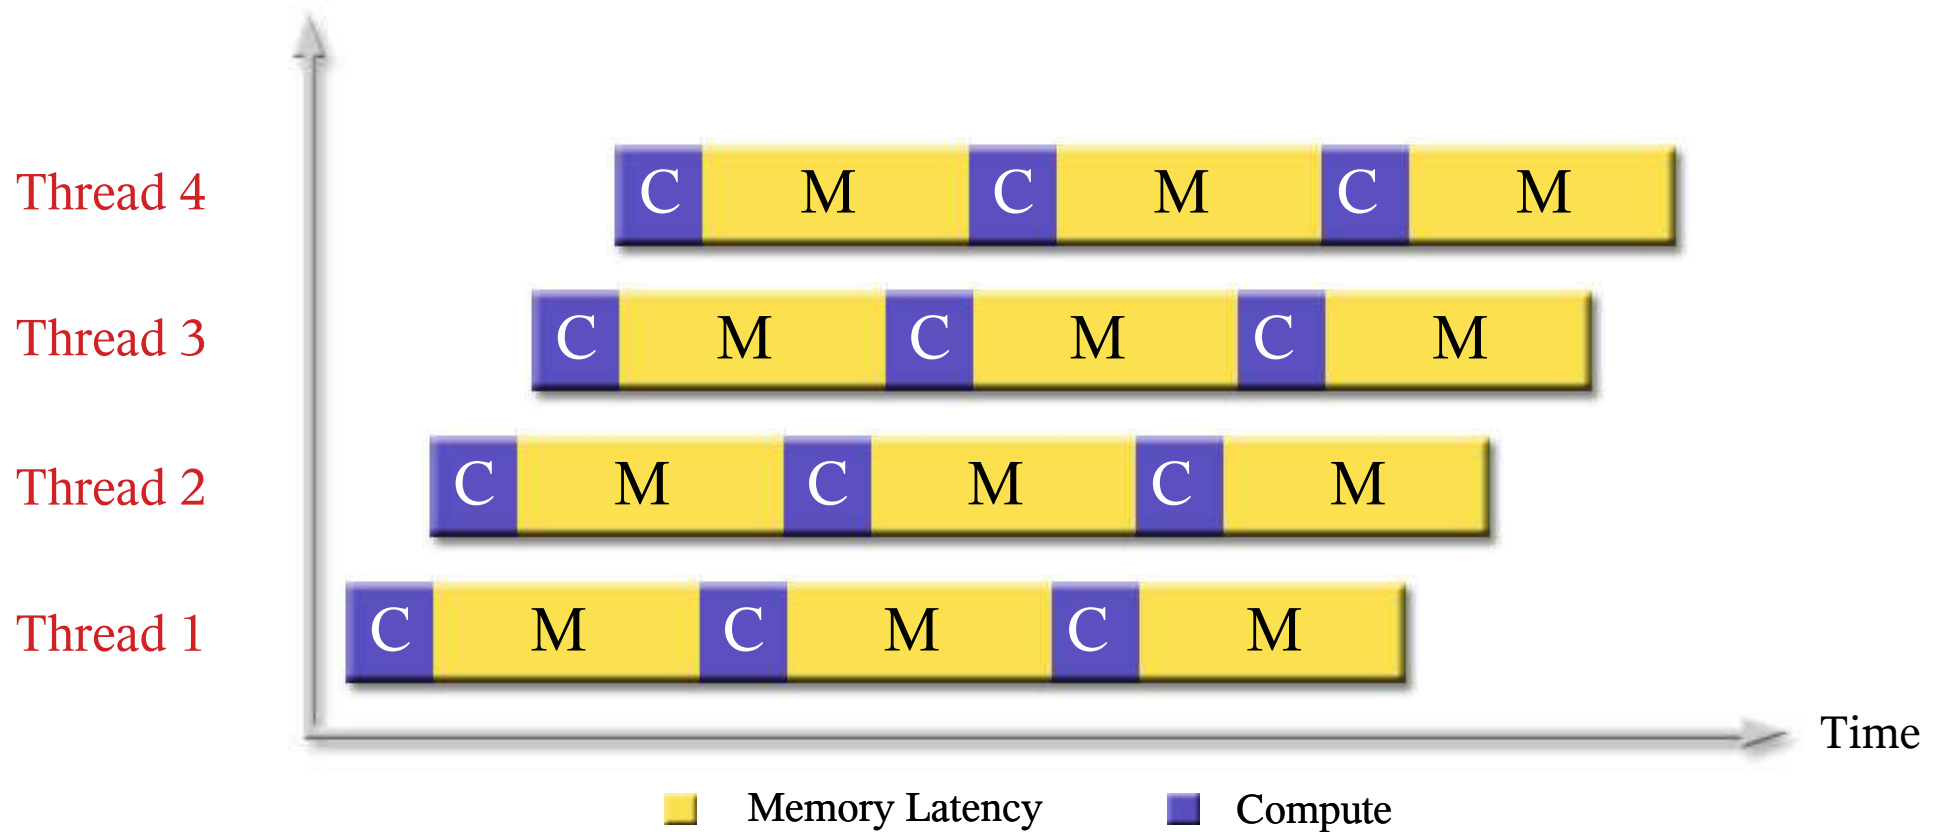 Thread 4 C M C M C M
Thread 3 C M C M C M
Thread 2 C M C M C M
Thread 1 C M C M C M
Time
Memory Latency Compute